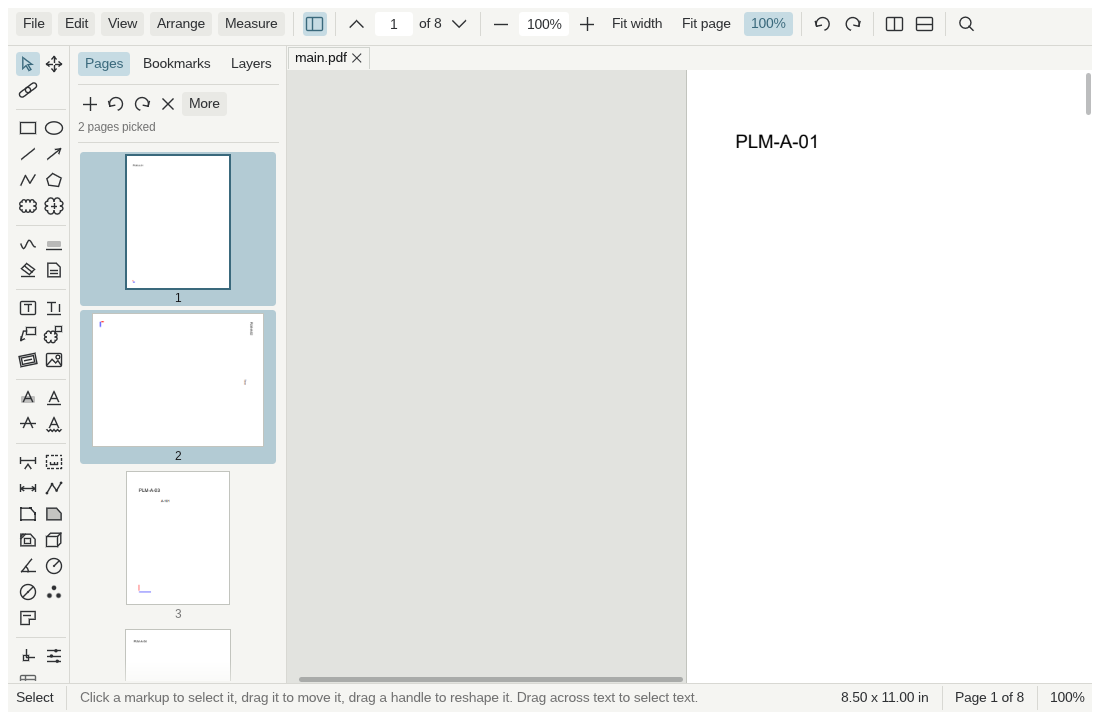 File Edit View Arrange Measure 1 of 8 100% Fit width Fit page 100%
Pages Bookmarks Layers
main.pdf
More
2 pages picked
PLM-A-01
1
2
PLM-A-03
3
Select Click a markup to select it, drag it to move it, drag a handle to reshape it. Drag across text to select text. 8.50 x 11.00 in Page 1 of 8 100%